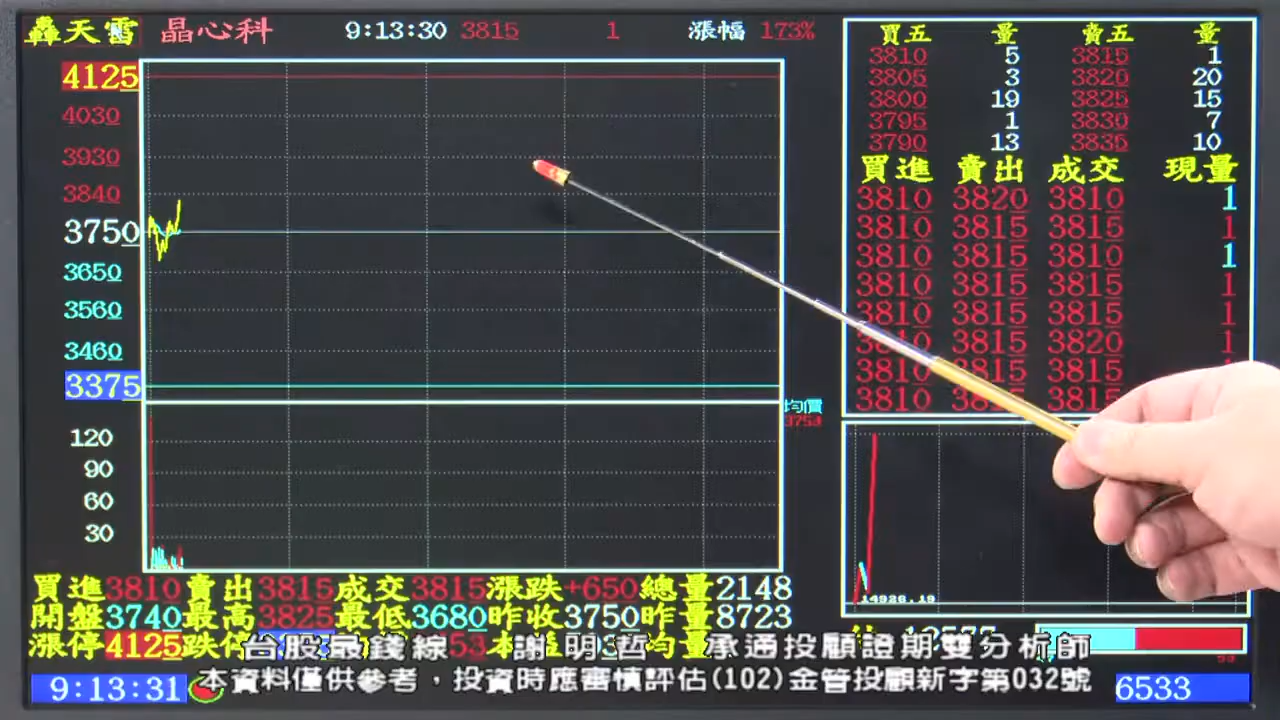 轟天雷 晶心科 9:13:30 3815 1 漲幅 173%
買五 量 賣五 量
3810 5 3815 1
3805 3 3820 20
3800 19 3825 15
3795 1 3830 7
3790 13 3835 10
買進 賣出 成交 現量
3810 3820 3810 1
3810 3815 3815 1
3810 3815 3810 1
3810 3815 3815 1
3810 3815 3815 1
3810 3815 3820 1
3810 3815 3815
3810
4125
4030
3930
3840
3750
3650
3560
3460
3375
均價
3753
120
90
60
30
14928.19
買進3810賣出3815成交3815漲跌+650總量2148
開盤3740最高3825最低3680昨收3750昨量8723
漲停4125跌停
台股最錢線 謝明哲 承通投顧證期雙分析師
本資料僅供參考，投資時應審慎評估(102)金管投顧新字第032號
9:13:31 6533